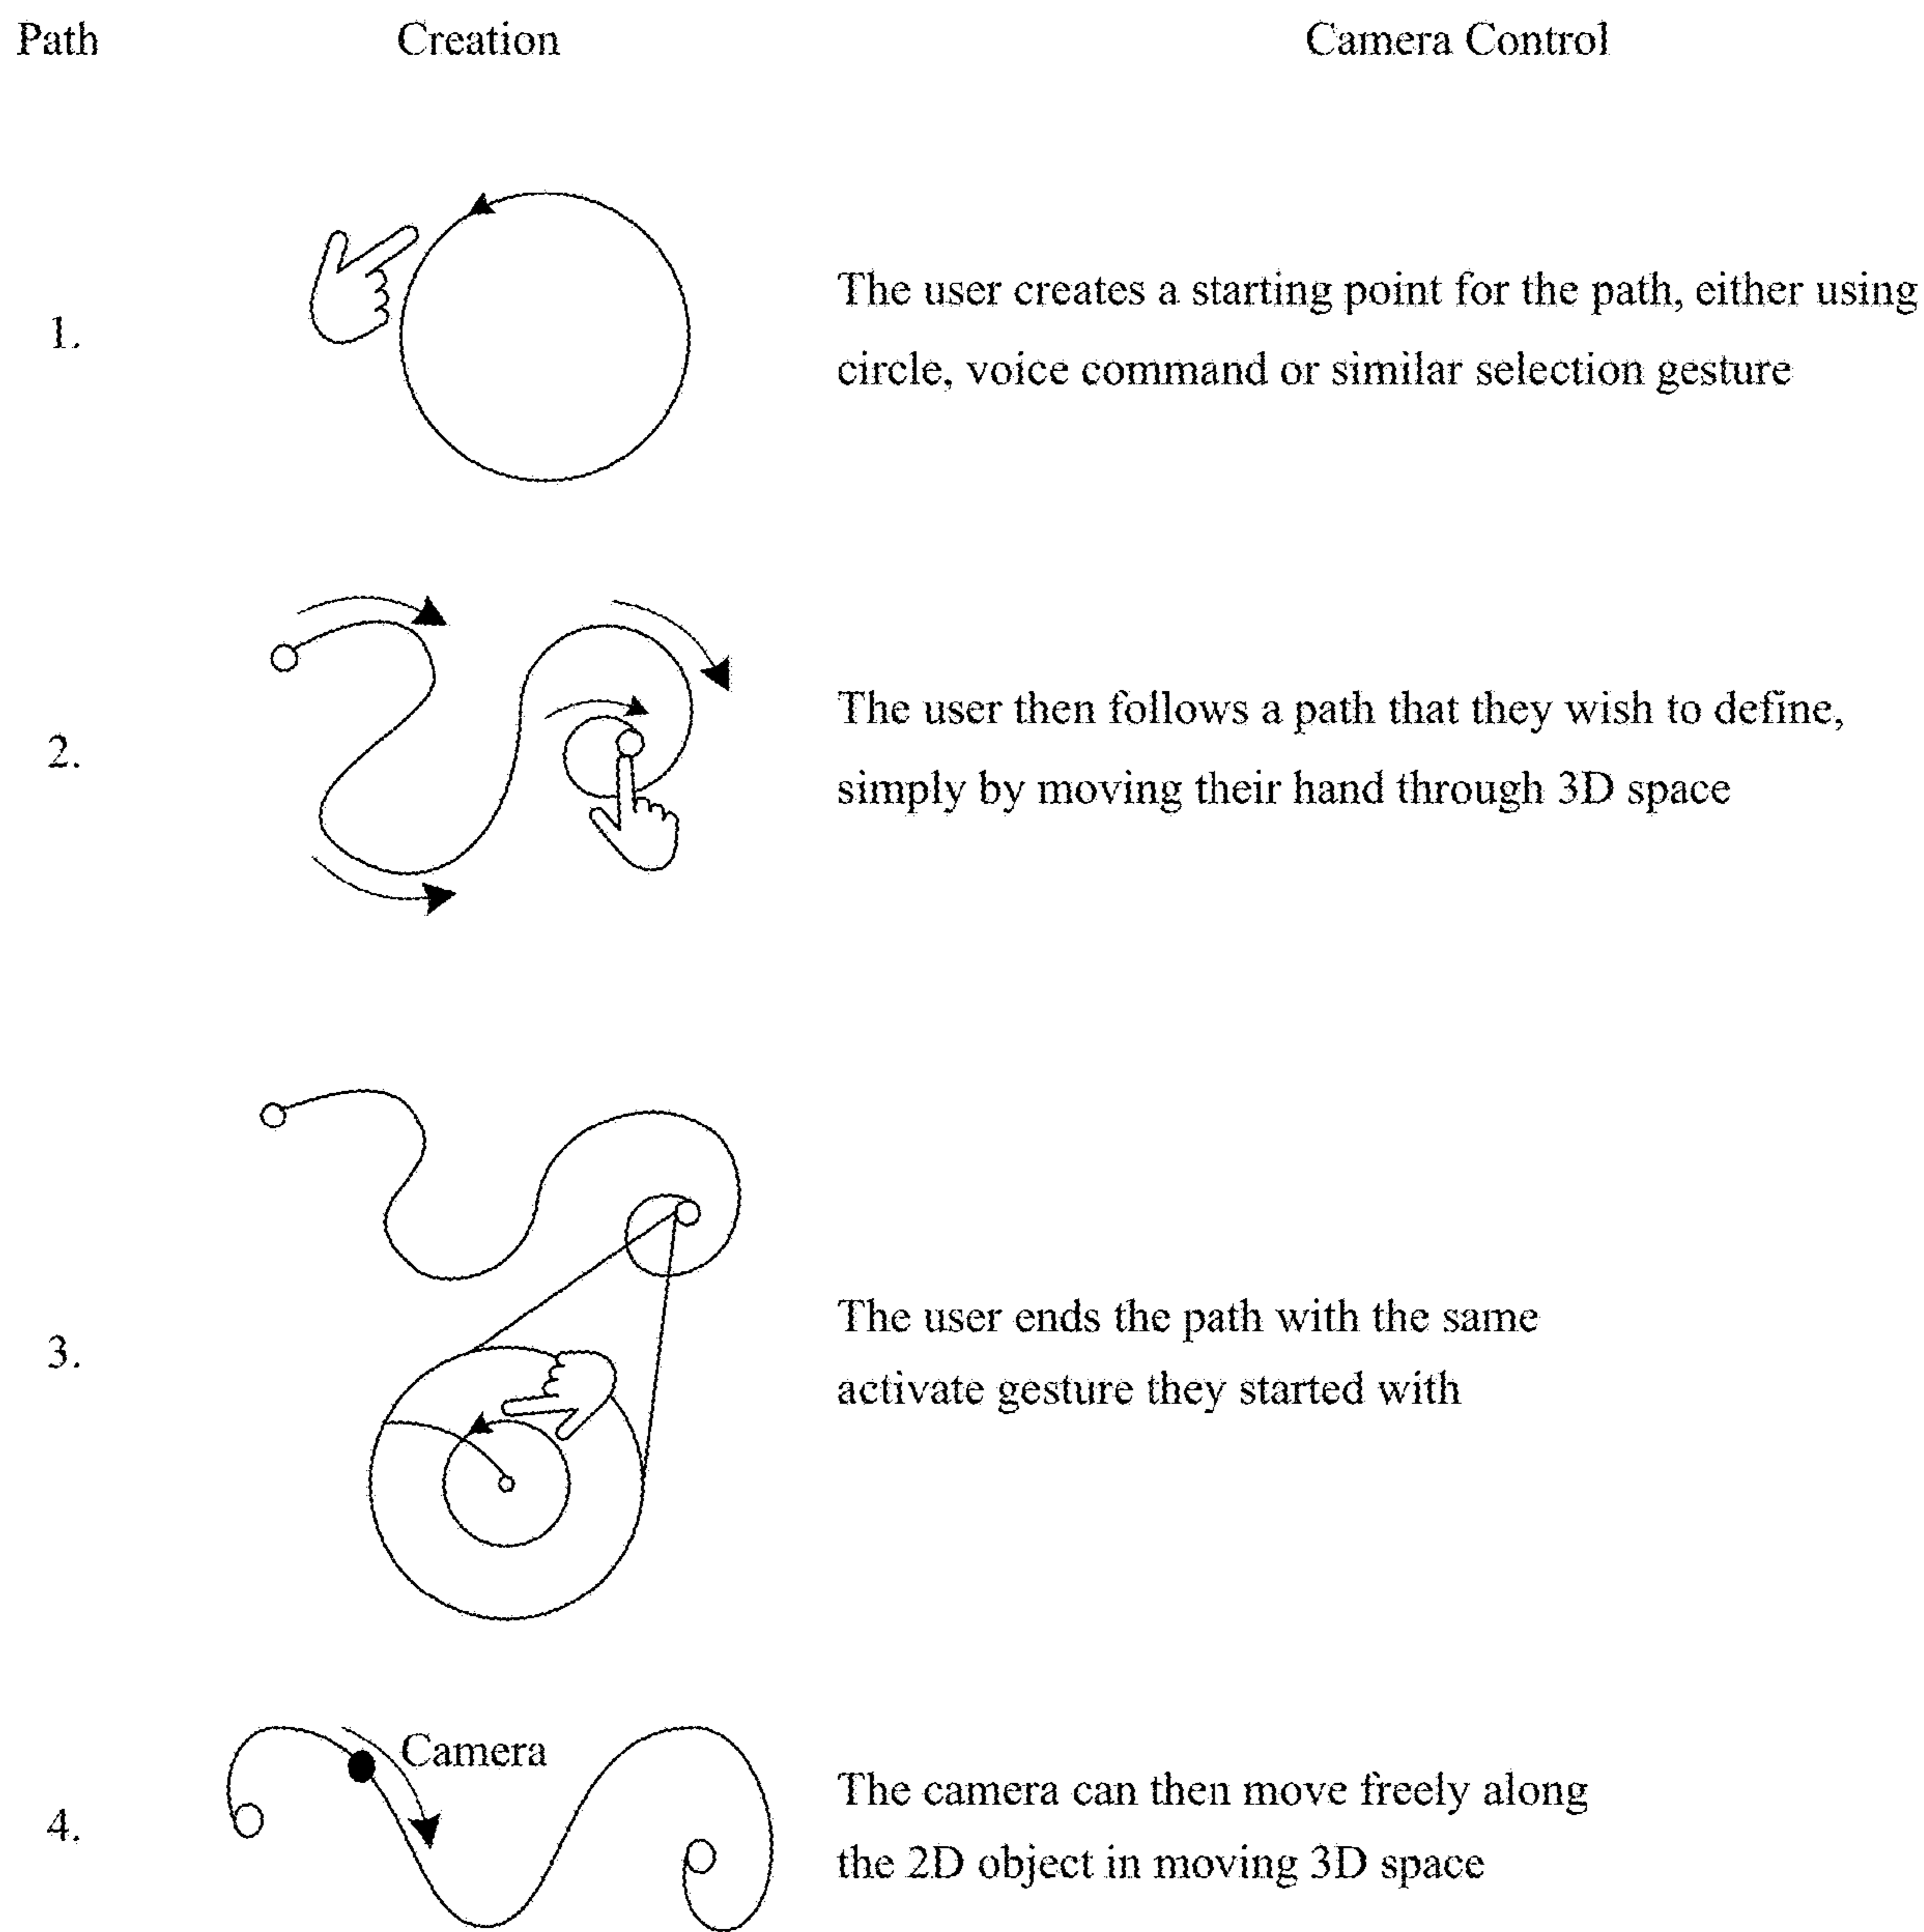 Path Creation Camera Control
1.
The user creates a starting point for the path, either using
circle, voice command or similar selection gesture
2.
The user then follows a path that they wish to define,
simply by moving their hand through 3D space
3.
The user ends the path with the same
activate gesture they started with
4.
Camera
The camera can then move freely along
the 2D object in moving 3D space